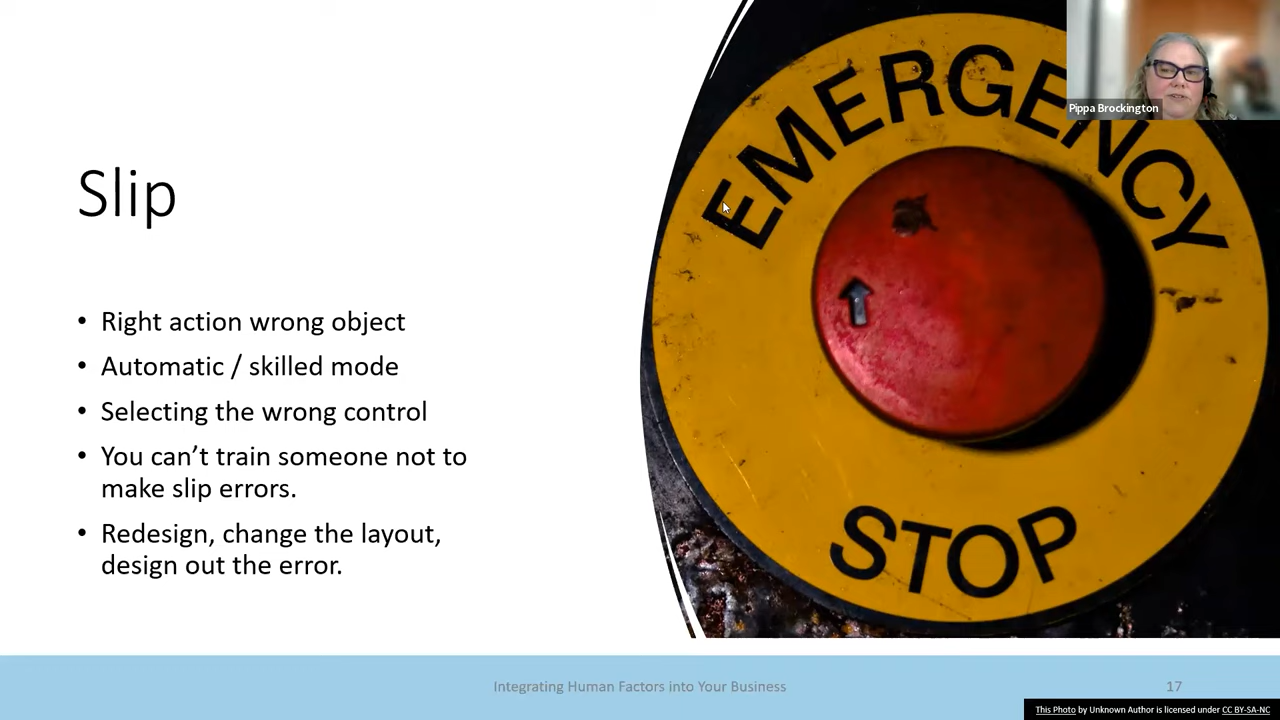 Pippa Brockington
EMERGENCY
STOP
Slip
• Right action wrong object
• Automatic / skilled mode
• Selecting the wrong control
• You can’t train someone not to
make slip errors.
• Redesign, change the layout,
design out the error.
Integrating Human Factors into Your Business
17
This Photo by Unknown Author is licensed under CC BY-SA-NC